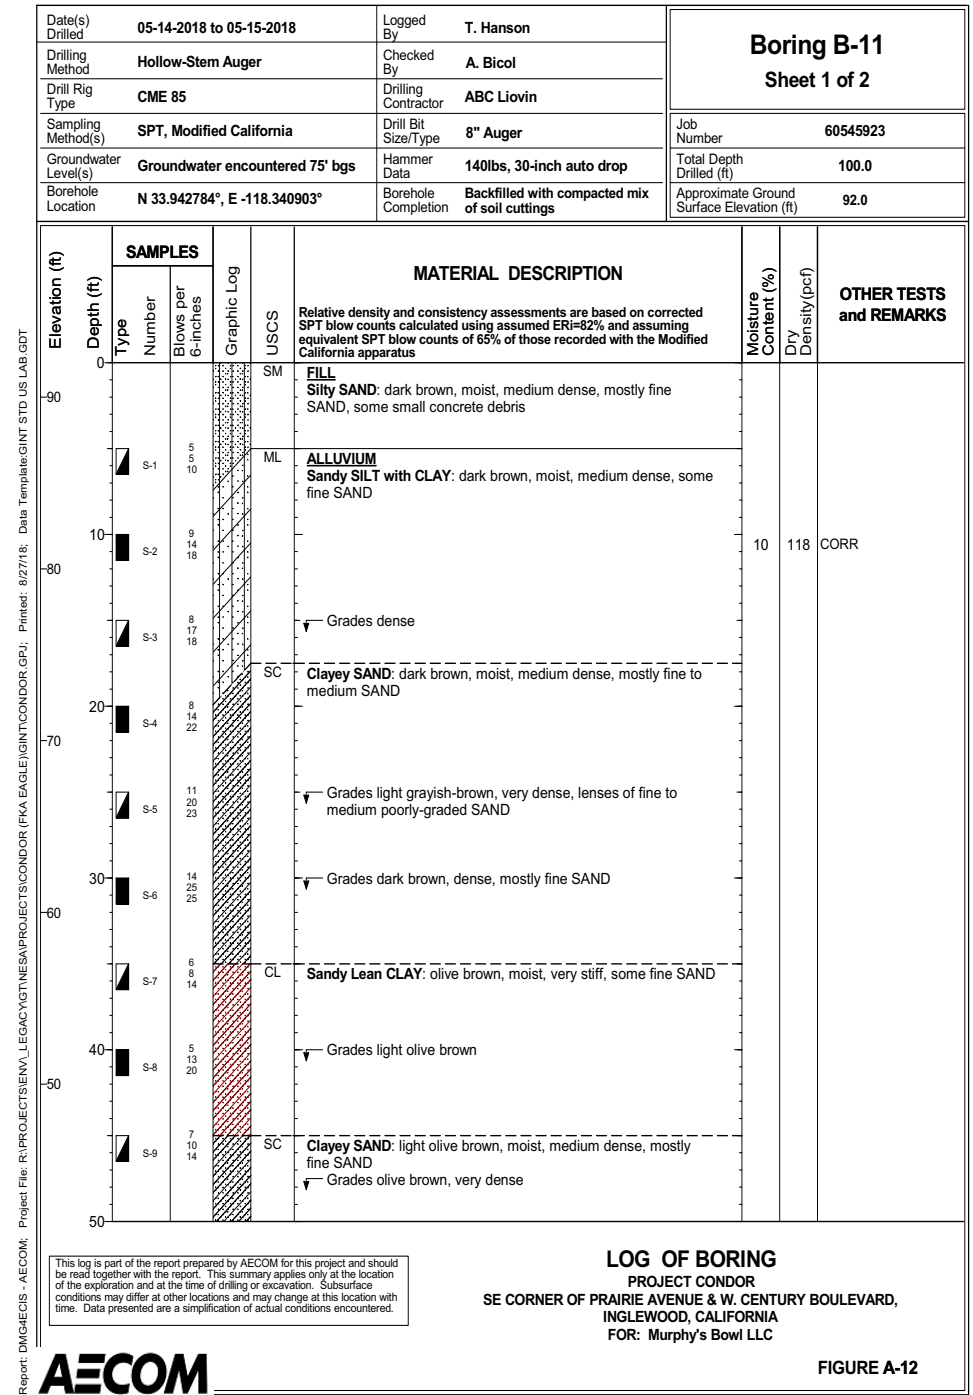 Date(s) Drilled 05-14-2018 to 05-15-2018
Logged By T. Hanson
Drilling Method Hollow-Stem Auger
Checked By A. Bicol
Drill Rig Type CME 85
Drilling Contractor ABC Liovin
Sampling Method(s) SPT, Modified California
Drill Bit Size/Type 8" Auger
Groundwater Level(s) Groundwater encountered 75' bgs
Hammer Data 140lbs, 30-inch auto drop
Borehole Location N 33.942784°, E -118.340903°
Borehole Completion Backfilled with compacted mix of soil cuttings
Boring B-11
Sheet 1 of 2
Job Number 60545923
Total Depth Drilled (ft) 100.0
Approximate Ground Surface Elevation (ft) 92.0
Elevation (ft)
Depth (ft)
SAMPLES
Type
Number
Blows per 6-inches
Graphic Log
USCS
MATERIAL DESCRIPTION
Relative density and consistency assessments are based on corrected
SPT blow counts calculated using assumed ERi=82% and assuming
equivalent SPT blow counts of 65% of those recorded with the Modified
California apparatus
Moisture Content (%)
Dry Density(pcf)
OTHER TESTS
and REMARKS
0
SM FILL
Silty SAND: dark brown, moist, medium dense, mostly fine
SAND, some small concrete debris
90
S-1 5 5 10
ML ALLUVIUM
Sandy SILT with CLAY: dark brown, moist, medium dense, some
fine SAND
10
S-2 9 14 18
10 118 CORR
80
S-3 8 17 18
Grades dense
SC Clayey SAND: dark brown, moist, medium dense, mostly fine to
medium SAND
20
S-4 8 14 22
70
S-5 11 20 23
Grades light grayish-brown, very dense, lenses of fine to
medium poorly-graded SAND
30
S-6 14 25 25
Grades dark brown, dense, mostly fine SAND
60
S-7 6 8 14
CL Sandy Lean CLAY: olive brown, moist, very stiff, some fine SAND
40
S-8 5 13 20
Grades light olive brown
50
S-9 7 10 14
SC Clayey SAND: light olive brown, moist, medium dense, mostly
fine SAND
Grades olive brown, very dense
50
This log is part of the report prepared by AECOM for this project and should
be read together with the report. This summary applies only at the location
of the exploration and at the time of drilling or excavation. Subsurface
conditions may differ at other locations and may change at this location with
time. Data presented are a simplification of actual conditions encountered.
LOG OF BORING
PROJECT CONDOR
SE CORNER OF PRAIRIE AVENUE & W. CENTURY BOULEVARD,
INGLEWOOD, CALIFORNIA
FOR: Murphy's Bowl LLC
AECOM
FIGURE A-12
Report: DMG4ECIS - AECOM; Project File: R:\PROJECTS\ENV\_LEGACY\GT\NESA\PROJECTS\CONDOR (FKA EAGLE)\GINT\CONDOR.GPJ; Printed: 8/27/18; Data Template:GINT STD US LAB.GDT